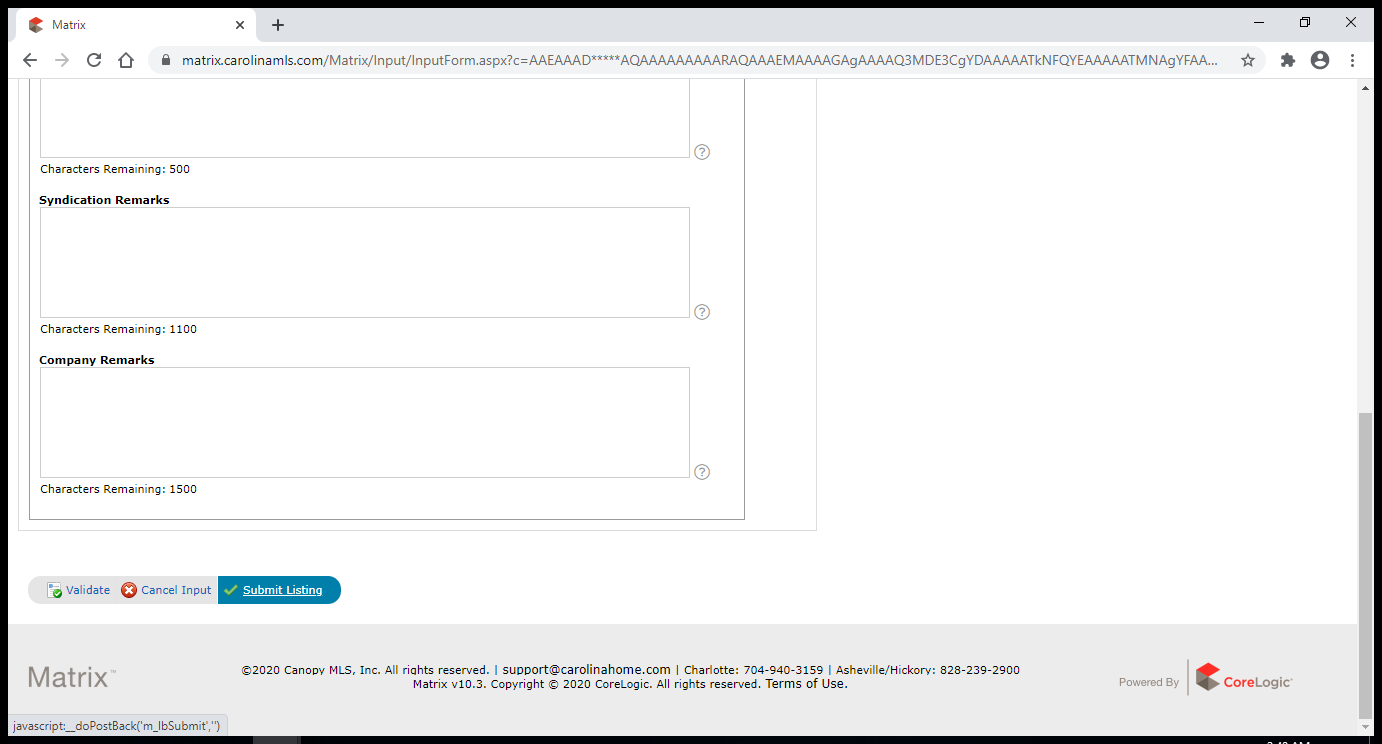 Matrix
matrix.carolinamls.com/Matrix/Input/InputForm.aspx?c=AAEAAAD*****AQAAAAAAAAARAQAAAEMAAAAGAgAAAAQ3MDE3CgYDAAAAATkNFQYEAAAAATMNAgYFAA...
Characters Remaining: 500
Syndication Remarks
Characters Remaining: 1100
Company Remarks
Characters Remaining: 1500
Validate Cancel Input Submit Listing
Matrix™
©2020 Canopy MLS, Inc. All rights reserved. | support@carolinahome.com | Charlotte: 704-940-3159 | Asheville/Hickory: 828-239-2900
Matrix v10.3. Copyright © 2020 CoreLogic. All rights reserved. Terms of Use.
Powered By CoreLogic
javascript:__doPostBack('m_lbSubmit','')